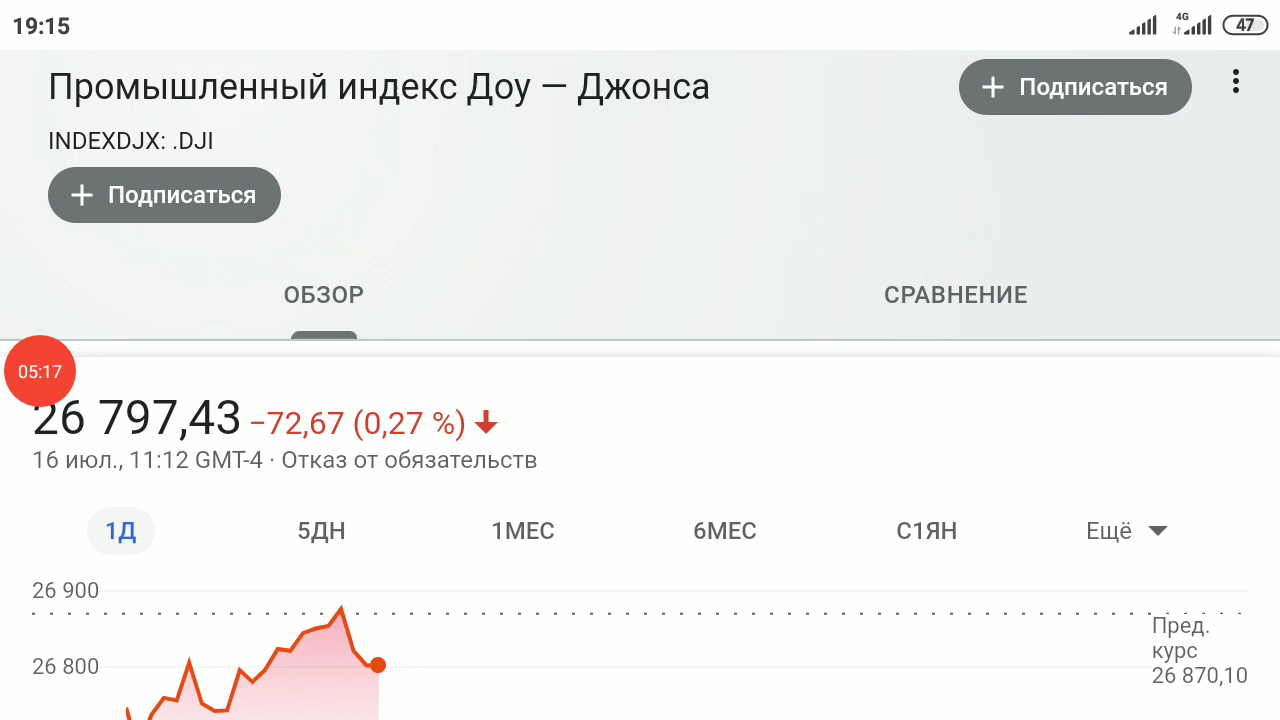 19:15
4G
47
Промышленный индекс Доу — Джонса
+ Подписаться
INDEXDJX: .DJI
+ Подписаться
ОБЗОР
СРАВНЕНИЕ
05:17
26 797,43 −72,67 (0,27 %)
16 июл., 11:12 GMT-4 · Отказ от обязательств
1Д
5ДН
1МЕС
6МЕС
С1ЯН
Ещё
26 900
Пред.
курс
26 870,10
26 800